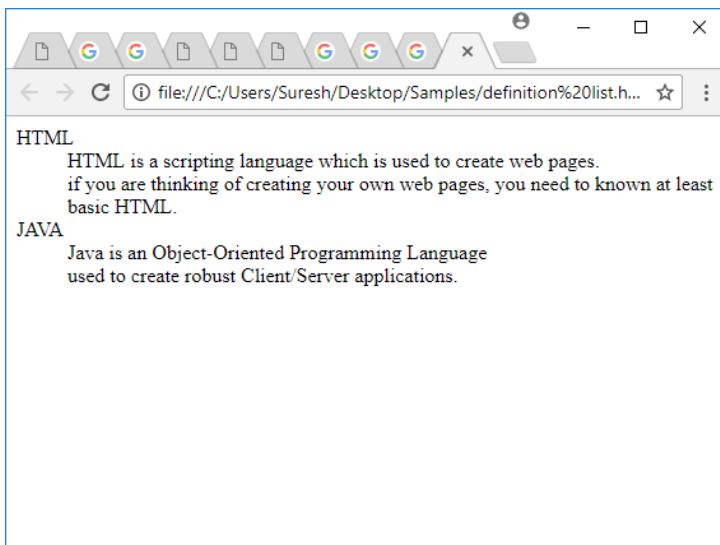 file:///C:/Users/Suresh/Desktop/Samples/definition%20list.h...
HTML
HTML is a scripting language which is used to create web pages.
if you are thinking of creating your own web pages, you need to known at least
basic HTML.
JAVA
Java is an Object-Oriented Programming Language
used to create robust Client/Server applications.